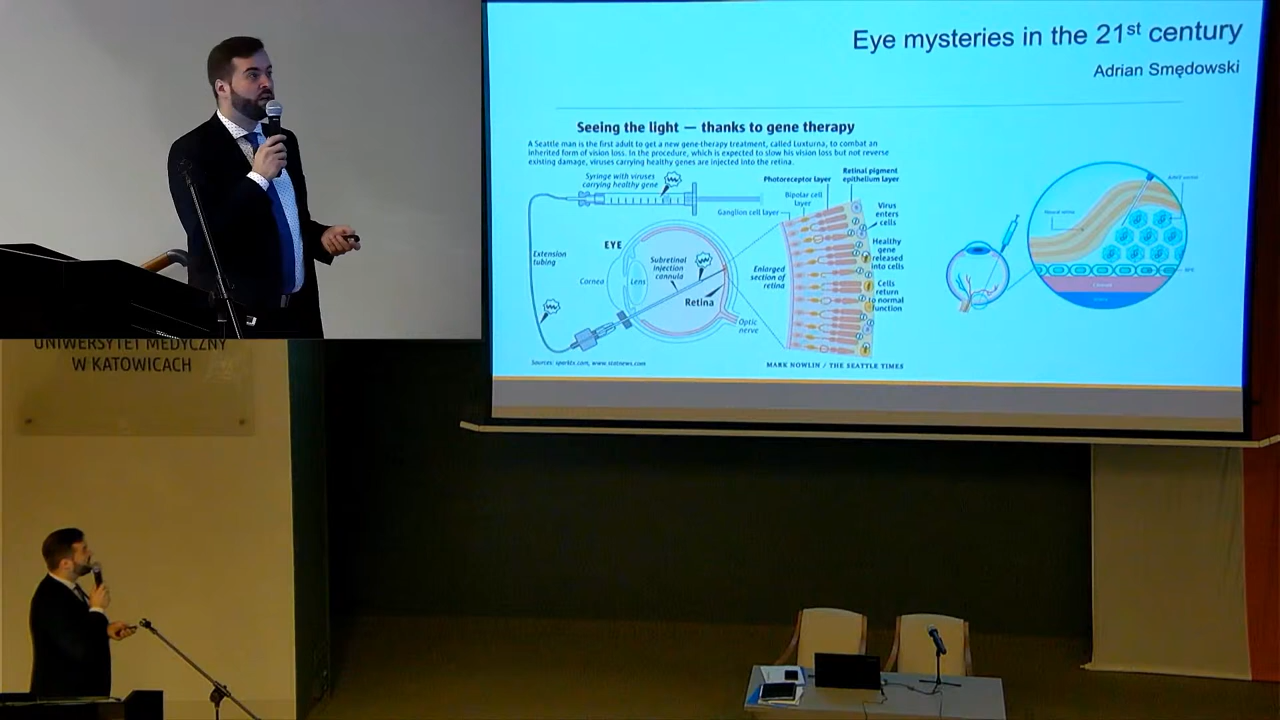 Eye mysteries in the 21st century
Adrian Smędowski
Seeing the light — thanks to gene therapy
A Seattle man is the first adult to get a new gene-therapy treatment, called Luxturna, to combat an
inherited form of vision loss. In the procedure, which is expected to slow his vision loss but not reverse
existing damage, viruses carrying healthy genes are injected into the retina.
Syringe with viruses
carrying healthy gene
Photoreceptor layer
Retinal pigment
epithelium layer
Bipolar cell
layer
Ganglion cell layer
Virus
enters
cells
EYE
Extension
tubing
Subretinal
injection
cannula
Cornea
Lens
Enlarged
section of
retina
Healthy
gene
released
into cells
Retina
Cells
return
to normal
function
Optic
nerve
Sources: sparktx.com, www.statnews.com
MARK NOWLIN / THE SEATTLE TIMES
UNIWERSYTET MEDYCZNY
W KATOWICACH